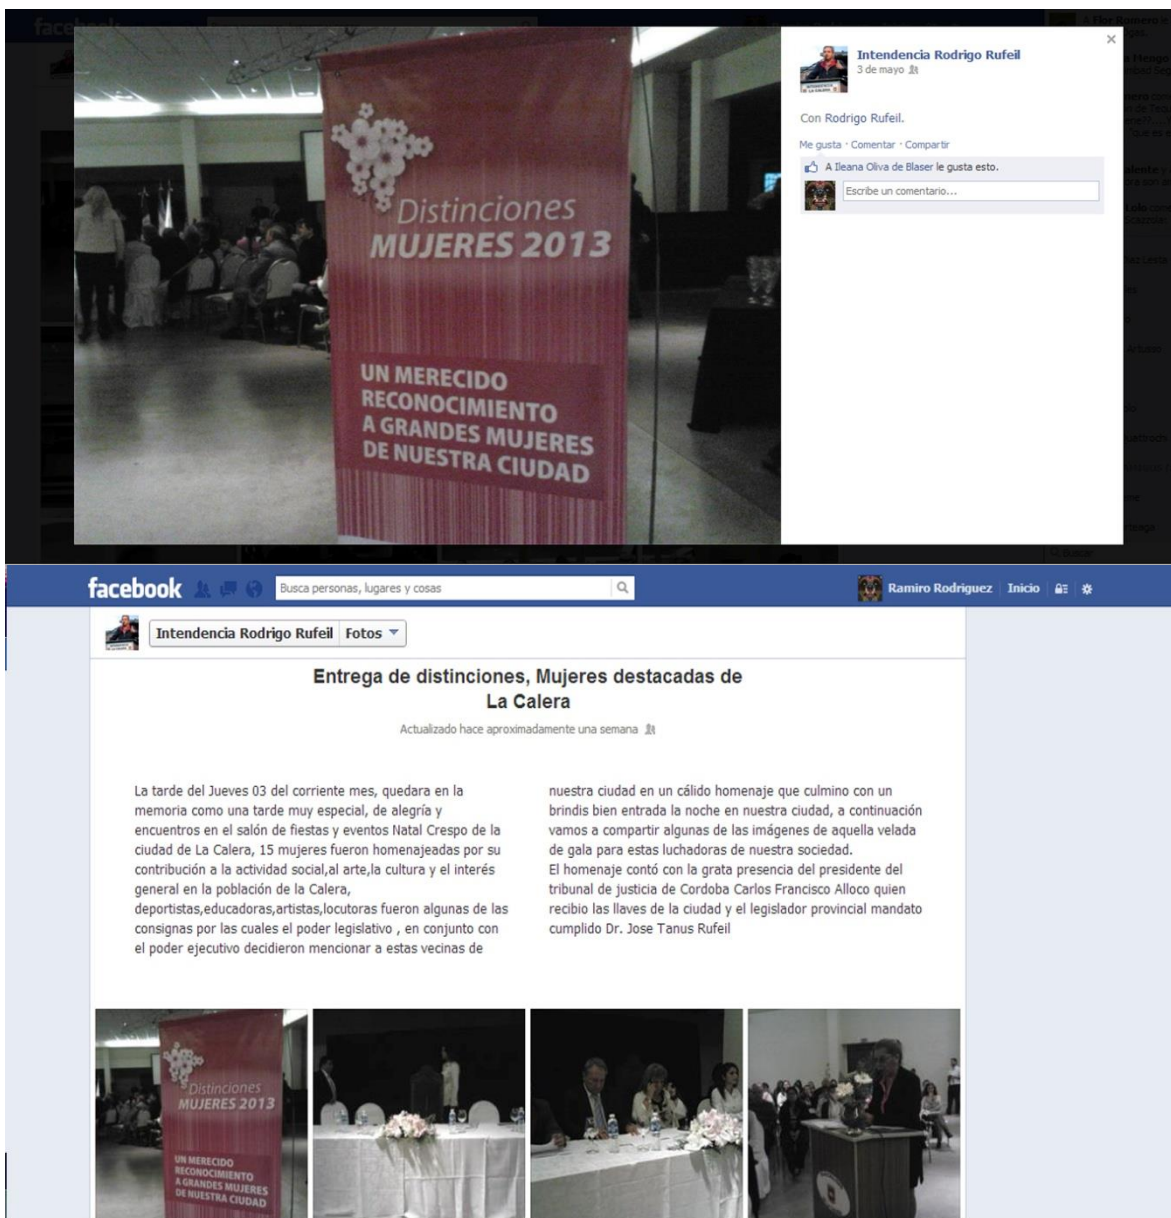 facebook
Intendencia Rodrigo Rufeil
3 de mayo
Con Rodrigo Rufeil.
Me gusta · Comentar · Compartir
A Ileana Oliva de Blaser le gusta esto.
Escribe un comentario...
Distinciones
MUJERES 2013
UN MERECIDO
RECONOCIMIENTO
A GRANDES MUJERES
DE NUESTRA CIUDAD
facebook
Busca personas, lugares y cosas
Ramiro Rodriguez Inicio
Intendencia Rodrigo Rufeil Fotos
Entrega de distinciones, Mujeres destacadas de
La Calera
Actualizado hace aproximadamente una semana
La tarde del Jueves 03 del corriente mes, quedara en la
memoria como una tarde muy especial, de alegría y
encuentros en el salón de fiestas y eventos Natal Crespo de la
ciudad de La Calera, 15 mujeres fueron homenajeadas por su
contribución a la actividad social,al arte,la cultura y el interés
general en la población de la Calera,
deportistas,educadoras,artistas,locutoras fueron algunas de las
consignas por las cuales el poder legislativo , en conjunto con
el poder ejecutivo decidieron mencionar a estas vecinas de
nuestra ciudad en un cálido homenaje que culmino con un
brindis bien entrada la noche en nuestra ciudad, a continuación
vamos a compartir algunas de las imágenes de aquella velada
de gala para estas luchadoras de nuestra sociedad.
El homenaje contó con la grata presencia del presidente del
tribunal de justicia de Cordoba Carlos Francisco Alloco quien
recibio las llaves de la ciudad y el legislador provincial mandato
cumplido Dr. Jose Tanus Rufeil
Distinciones
MUJERES 2013
UN MERECIDO
RECONOCIMIENTO
A GRANDES MUJERES
DE NUESTRA CIUDAD